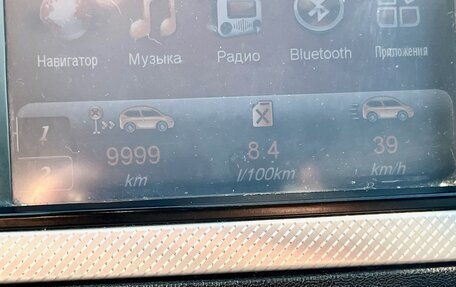 Навигатор Музыка Радио Bluetooth Приложения
1
9999 8.4 39
2
km l/100km km/h